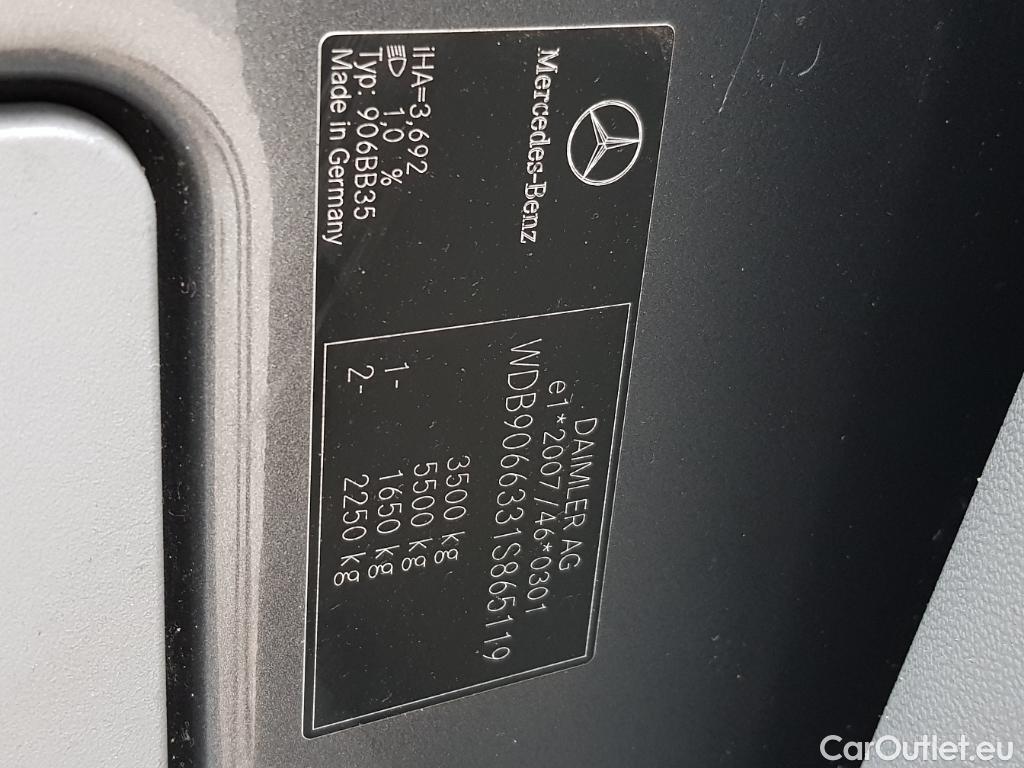 Mercedes-Benz
DAIMLER AG
e1*2007/46*0301
WDB9066331S865119
3500 kg
5500 kg
1- 1650 kg
2- 2250 kg
iHA=3,692
1,0 %
Typ: 906BB35
Made in Germany
CarOutlet.eu